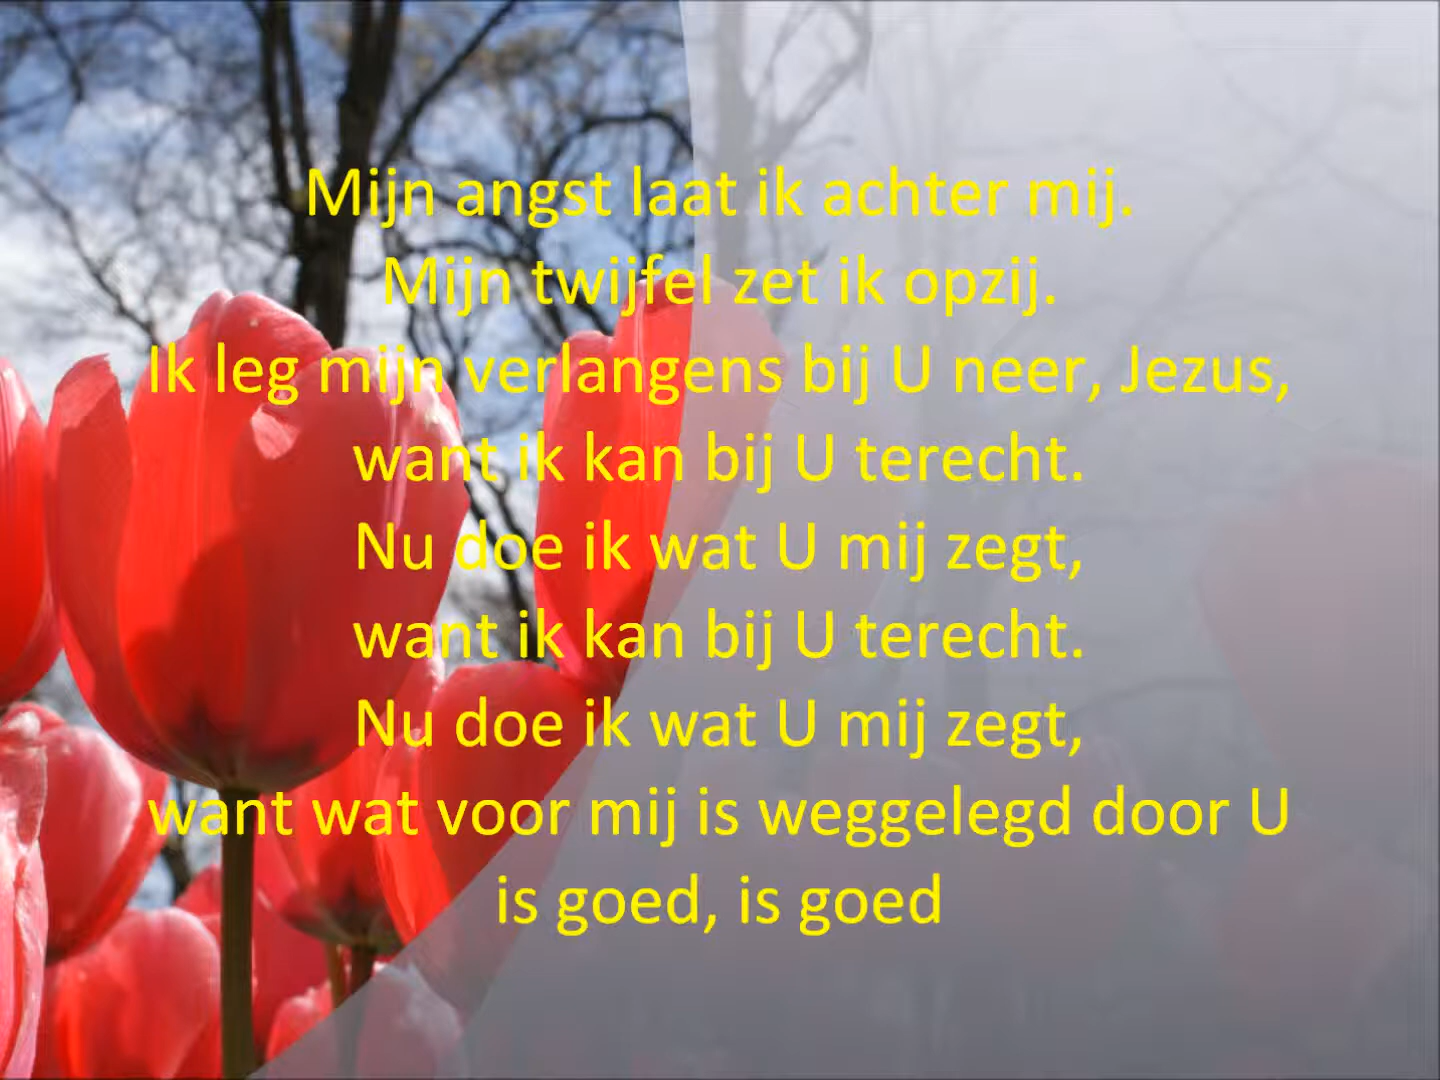 Mijn angst laat ik achter mij.
Mijn twijfel zet ik opzij.
Ik leg mijn verlangens bij U neer, Jezus,
want ik kan bij U terecht.
Nu doe ik wat U mij zegt,
want ik kan bij U terecht.
Nu doe ik wat U mij zegt,
want wat voor mij is weggelegd door U
is goed, is goed